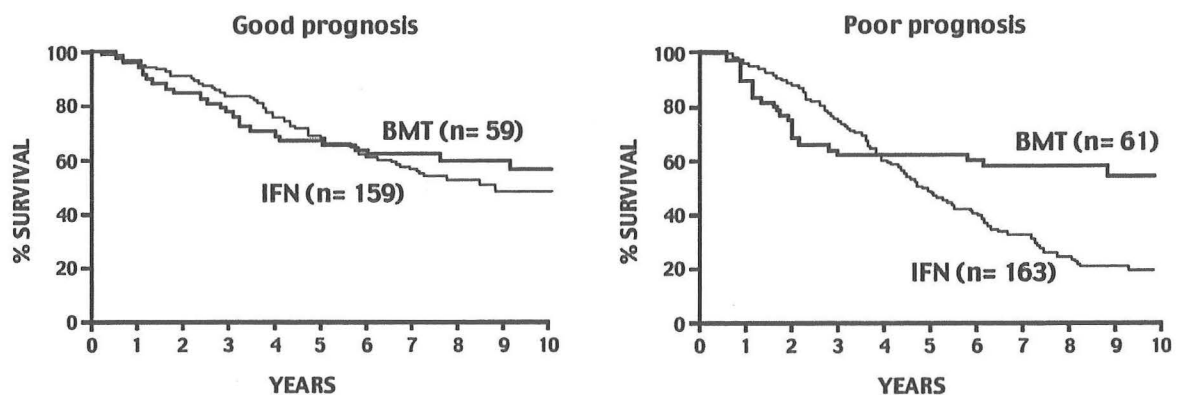 Good prognosis
100
80
60
40
20
0
% SURVIVAL
BMT (n= 59)
IFN (n= 159)
0 1 2 3 4 5 6 7 8 9 10
YEARS
Poor prognosis
100
80
60
40
20
0
% SURVIVAL
BMT (n= 61)
IFN (n= 163)
0 1 2 3 4 5 6 7 8 9 10
YEARS